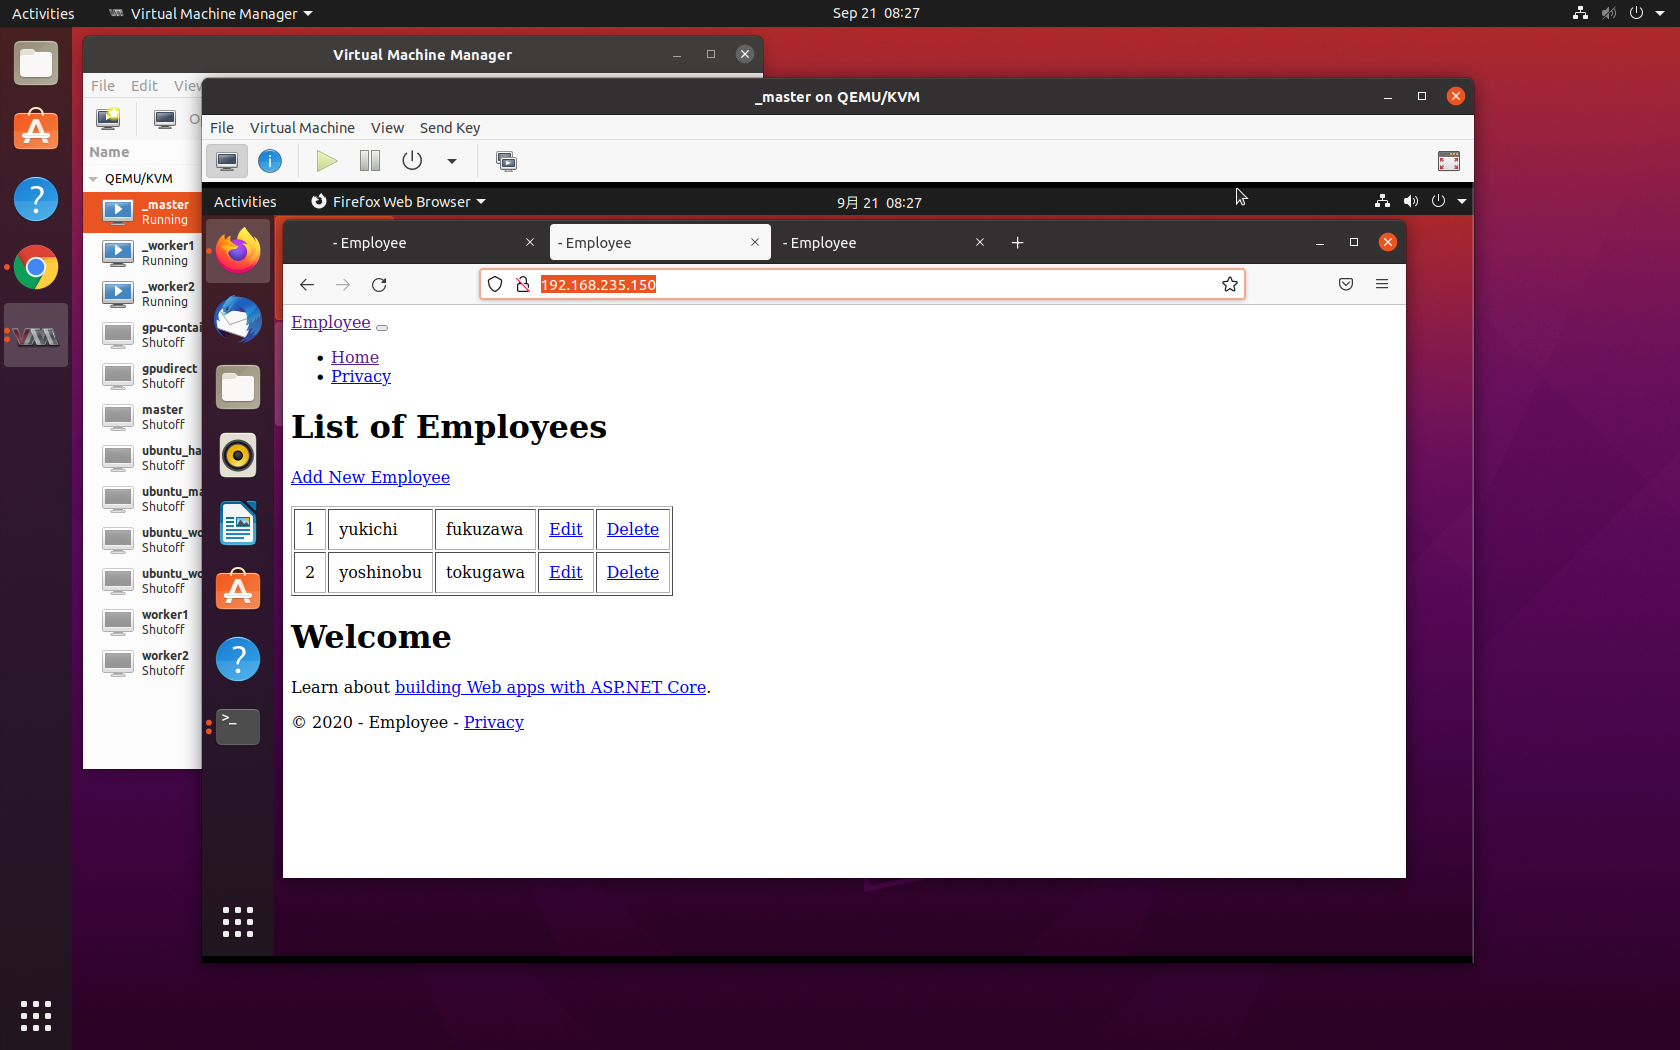 Activities
Virtual Machine Manager
Sep 21 08:27
Virtual Machine Manager
File Edit View
Name
QEMU/KVM
_master
Running
_worker1
Running
_worker2
Running
gpu-contai
Shutoff
gpudirect
Shutoff
master
Shutoff
ubuntu_ha
Shutoff
ubuntu_ma
Shutoff
ubuntu_wo
Shutoff
ubuntu_wo
Shutoff
worker1
Shutoff
worker2
Shutoff
_master on QEMU/KVM
File Virtual Machine View Send Key
Activities
Firefox Web Browser
9月 21 08:27
- Employee
- Employee
- Employee
192.168.235.150
Employee
Home
Privacy
List of Employees
Add New Employee
1 yukichi fukuzawa Edit Delete
2 yoshinobu tokugawa Edit Delete
Welcome
Learn about building Web apps with ASP.NET Core.
© 2020 - Employee - Privacy